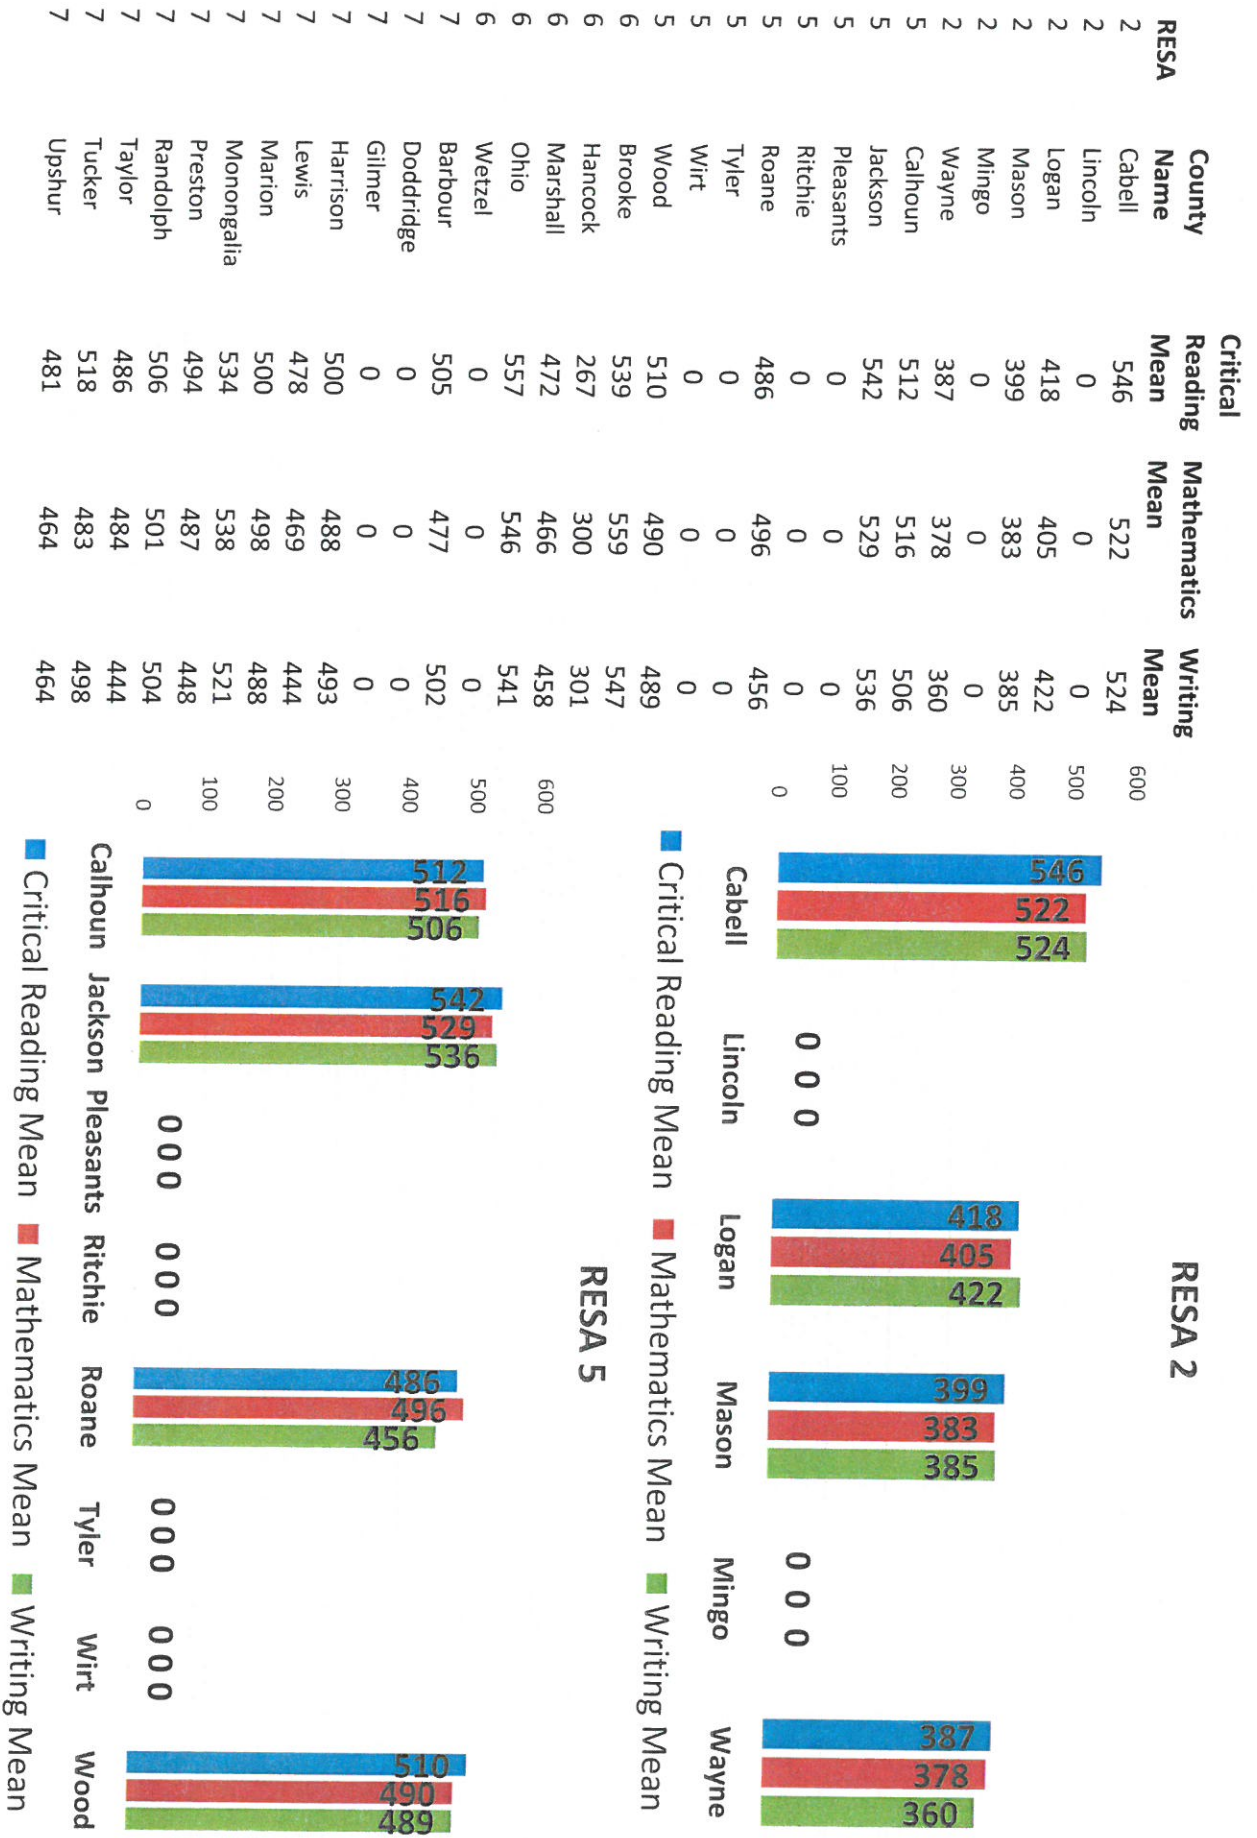 Critical
County Reading Mathematics Writing
RESA Name Mean Mean Mean
2 Cabell 546 522 524
2 Lincoln 0 0 0
2 Logan 418 405 422
2 Mason 399 383 385
2 Mingo 0 0 0
2 Wayne 387 378 360
5 Calhoun 512 516 506
5 Jackson 542 529 536
5 Pleasants 0 0 0
5 Ritchie 0 0 0
5 Roane 486 496 456
5 Tyler 0 0 0
5 Wirt 0 0 0
5 Wood 510 490 489
6 Brooke 539 559 547
6 Hancock 267 300 301
6 Marshall 472 466 458
6 Ohio 557 546 541
6 Wetzel 0 0 0
7 Barbour 505 477 502
7 Doddridge 0 0 0
7 Gilmer 0 0 0
7 Harrison 500 488 493
7 Lewis 478 469 444
7 Marion 500 498 488
7 Monongalia 534 538 521
7 Preston 494 487 448
7 Randolph 506 501 504
7 Taylor 486 484 444
7 Tucker 518 483 498
7 Upshur 481 464 464
RESA 2
600
500
400
300
200
100
0
546 522 524 0 0 0 418 405 422 399 383 385 0 0 0 387 378 360
Cabell Lincoln Logan Mason Mingo Wayne
Critical Reading Mean Mathematics Mean Writing Mean
RESA 5
600
500
400
300
200
100
0
512 516 506 542 529 536 0 0 0 0 0 0 486 496 456 0 0 0 0 0 0 510 490 489
Calhoun Jackson Pleasants Ritchie Roane Tyler Wirt Wood
Critical Reading Mean Mathematics Mean Writing Mean